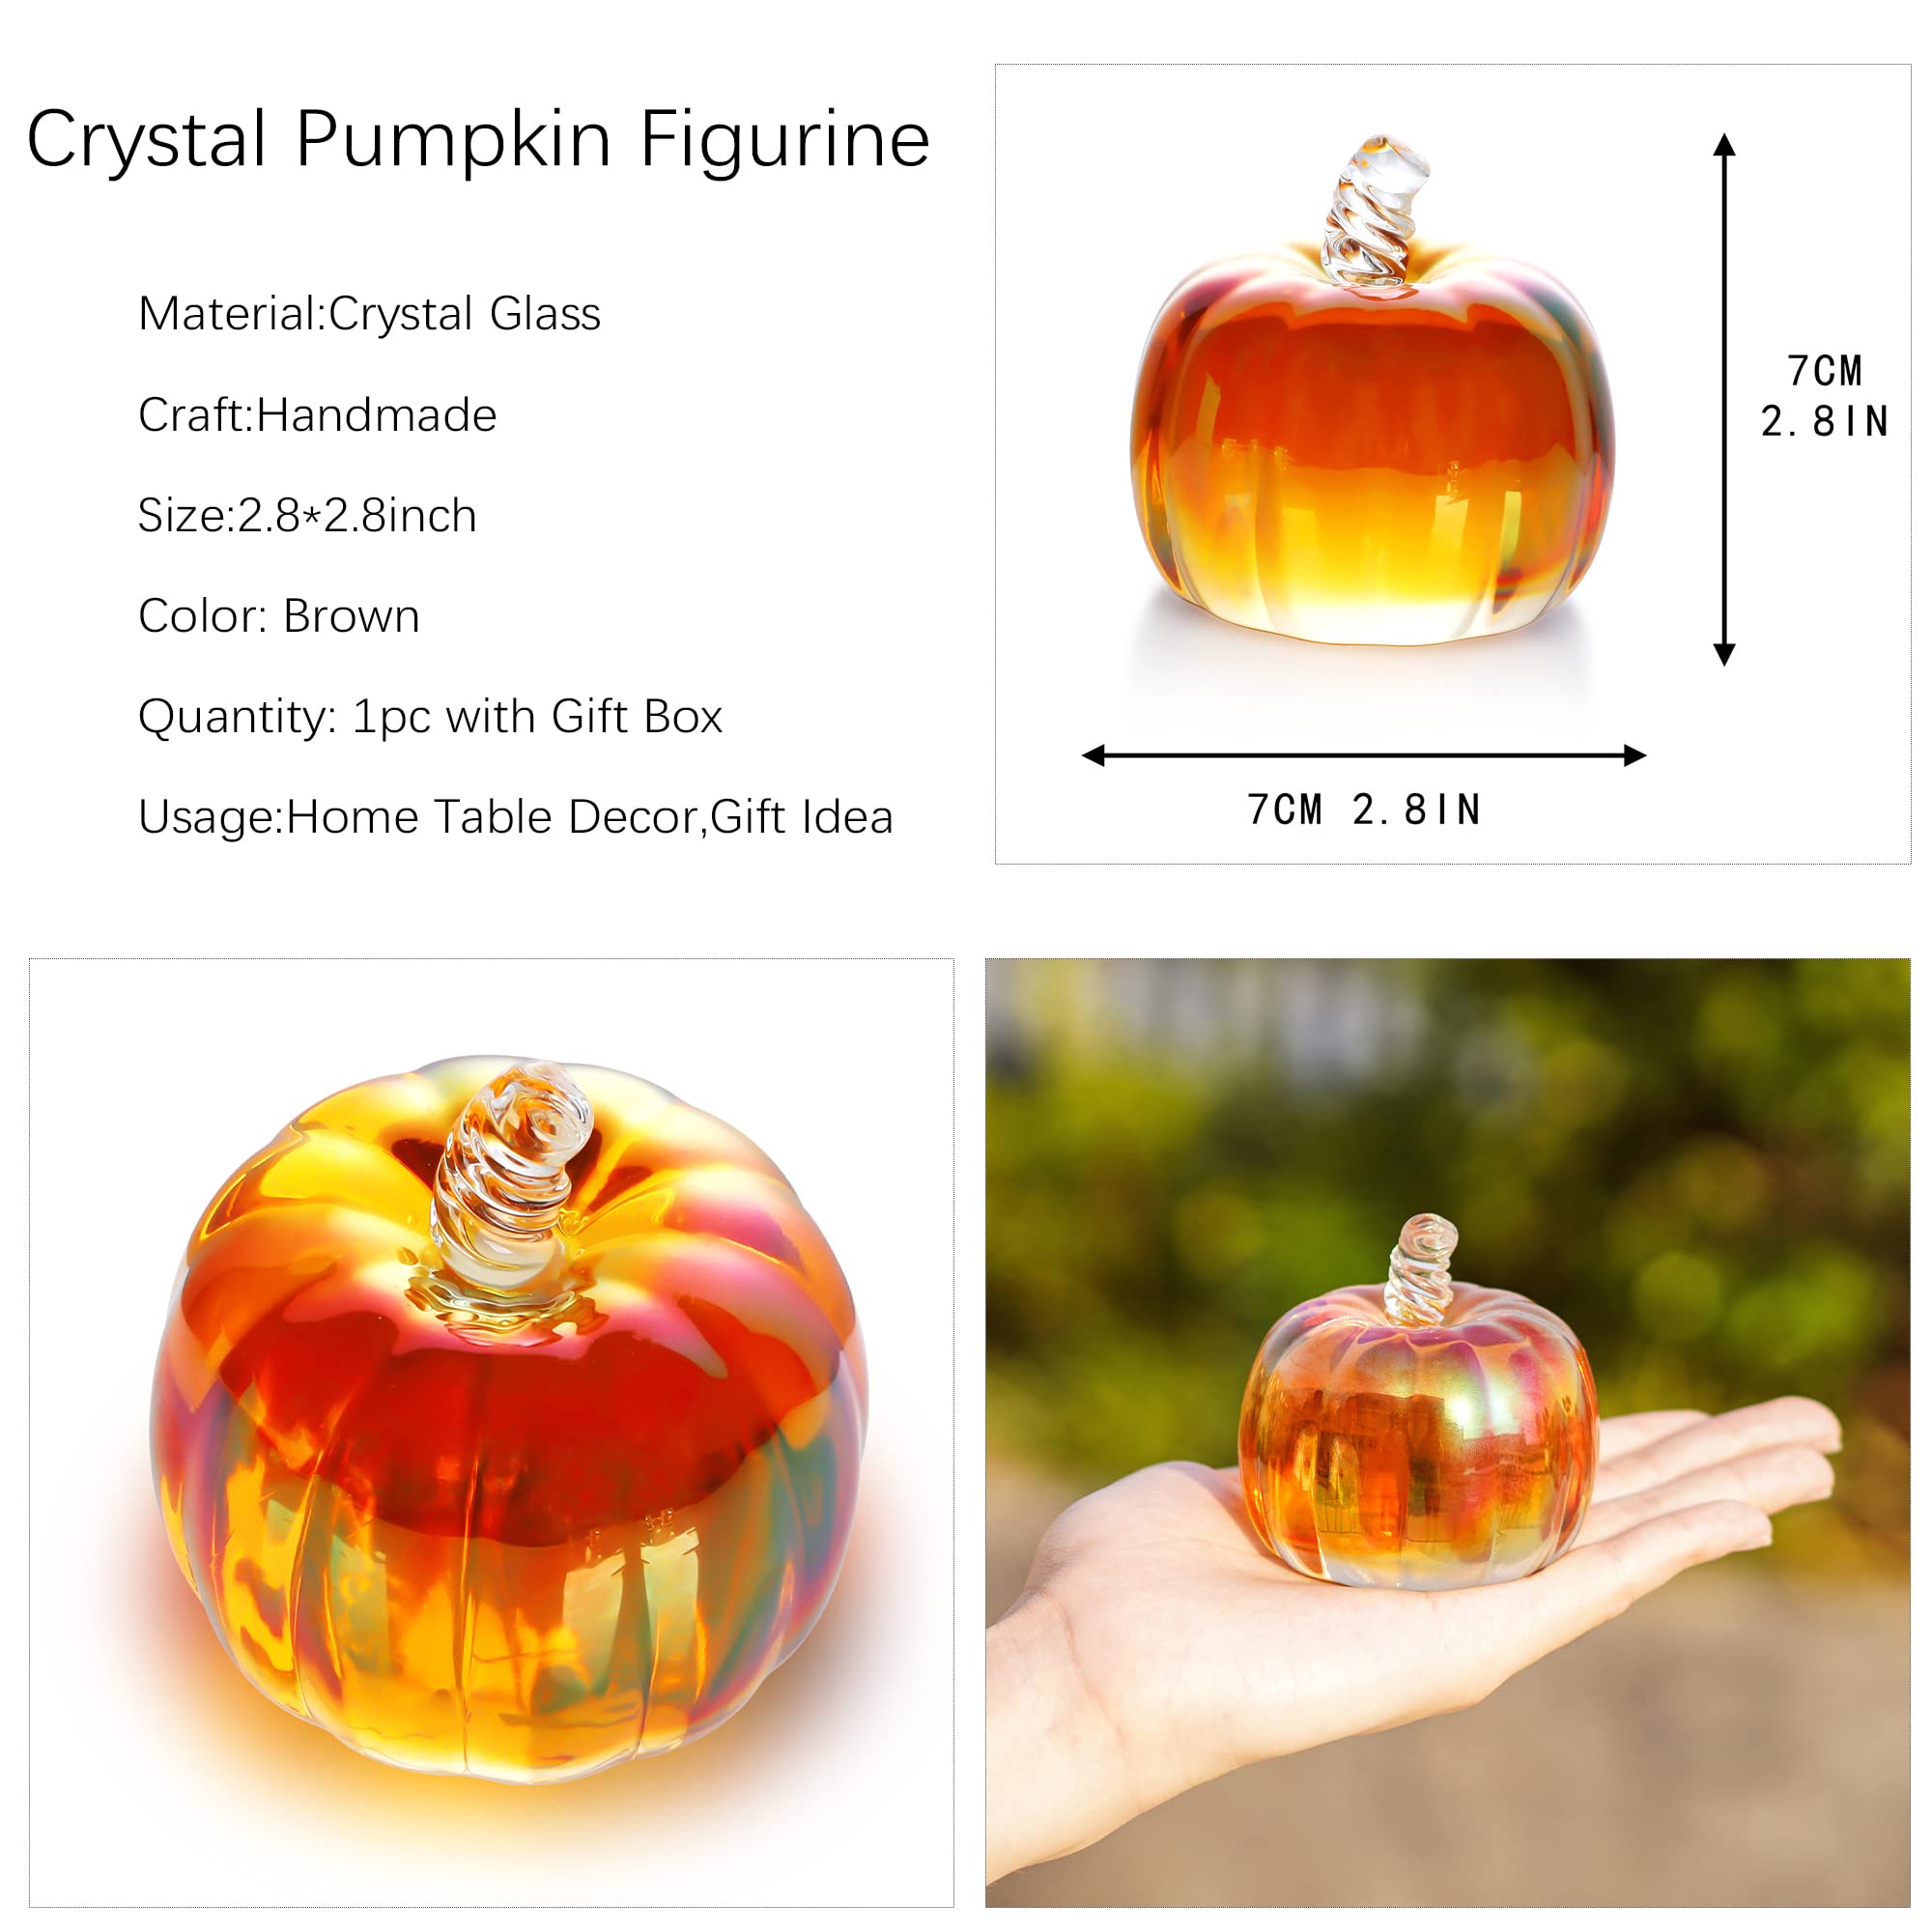 Crystal Pumpkin Figurine
Material:Crystal Glass
Craft:Handmade
Size:2.8*2.8inch
Color: Brown
Quantity: 1pc with Gift Box
Usage:Home Table Decor,Gift Idea
7CM
2.8IN
7CM 2.8IN